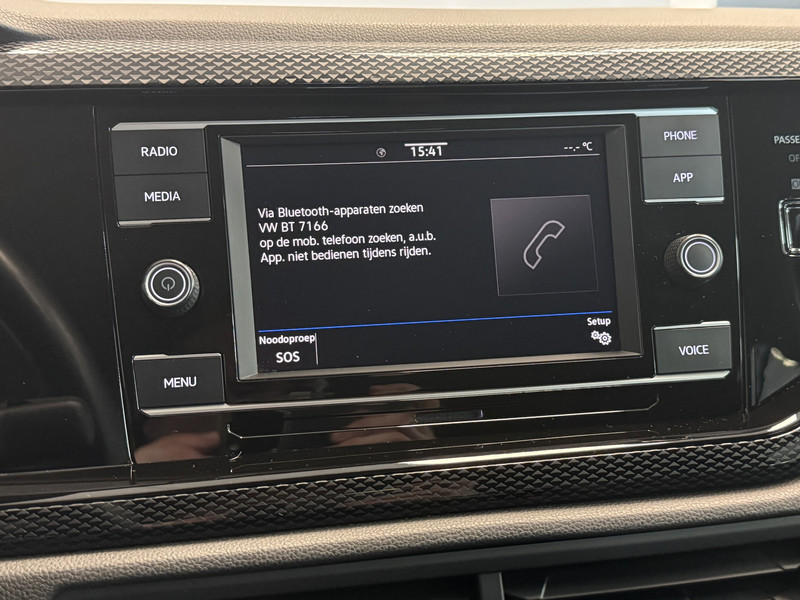 RADIO
MEDIA
MENU
15:41
--.- °C
Via Bluetooth-apparaten zoeken
VW BT 7166
op de mob. telefoon zoeken, a.u.b.
App. niet bedienen tijdens rijden.
Noodoproep
SOS
Setup
PHONE
APP
VOICE